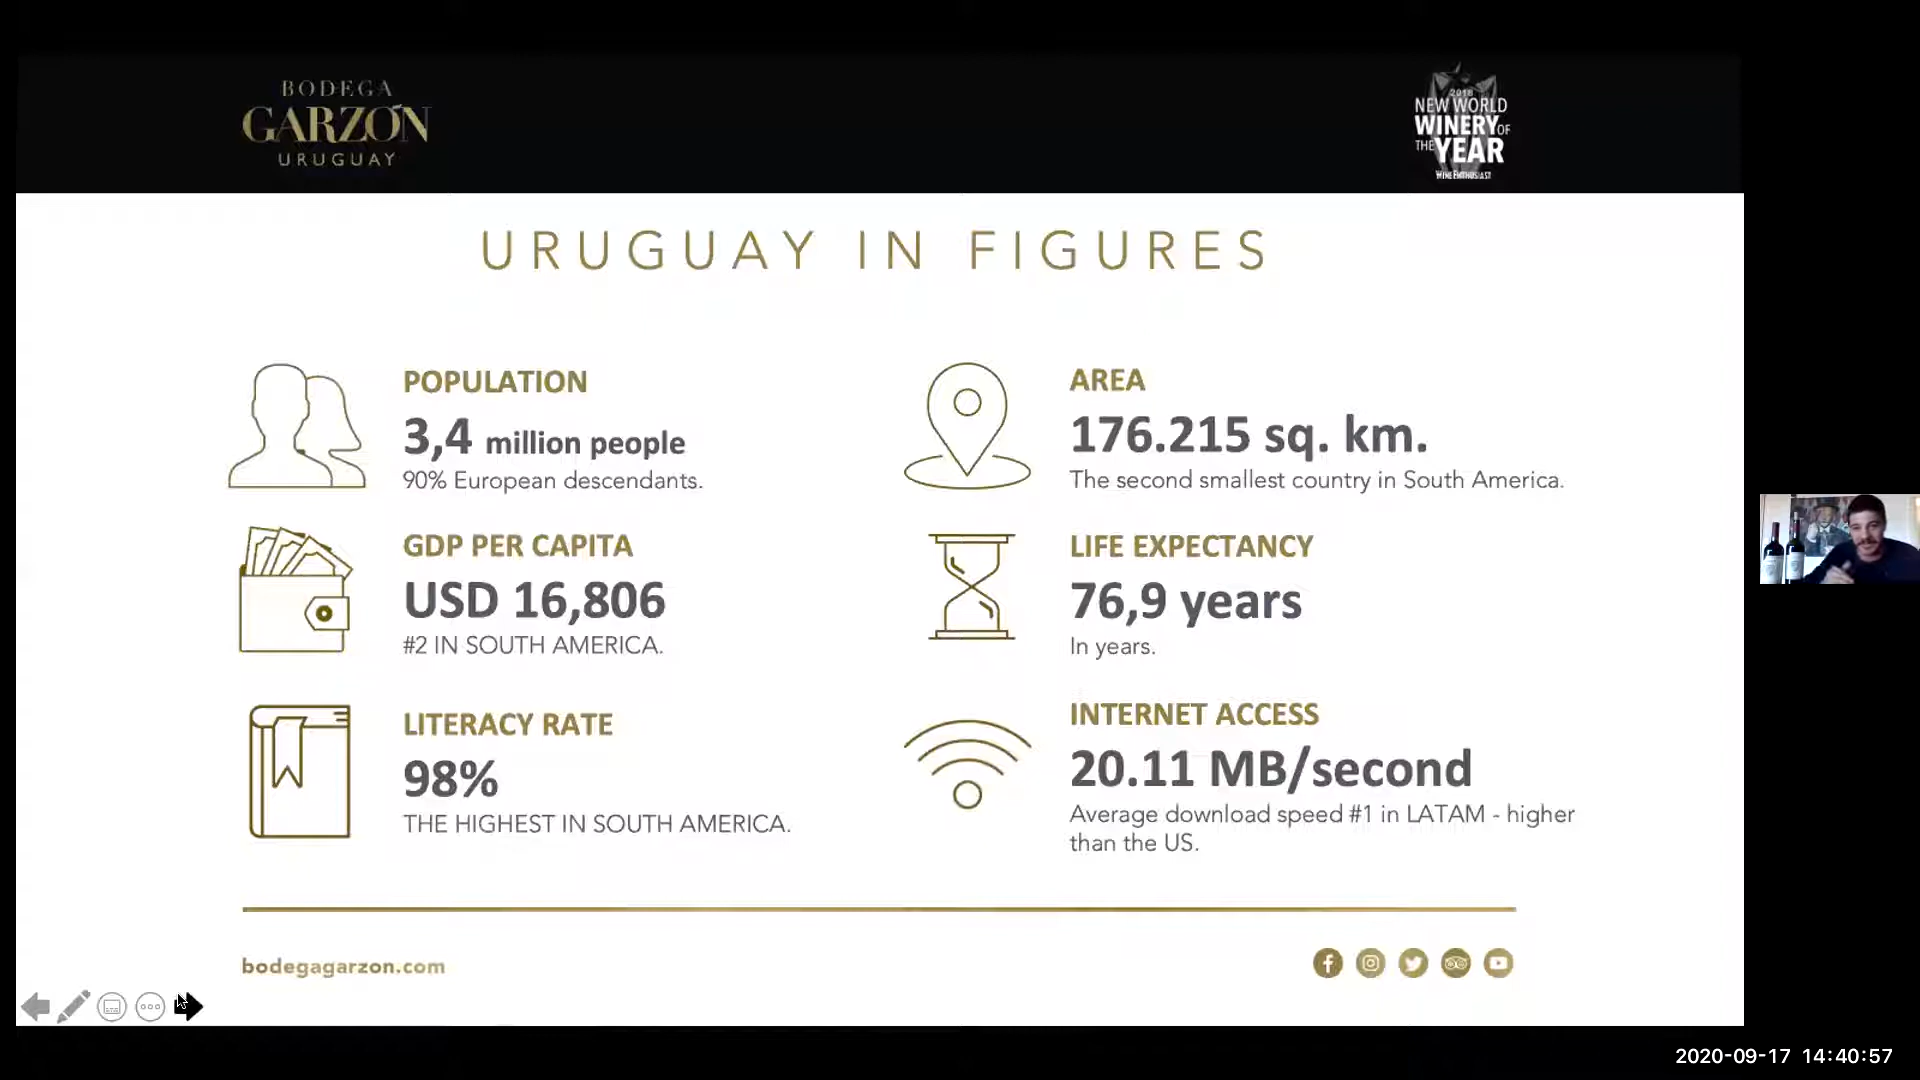 BODEGA
GARZÓN
URUGUAY
2018
NEW WORLD
WINERY OF
THE YEAR
WINE ENTHUSIAST
URUGUAY IN FIGURES
POPULATION
3,4 million people
90% European descendants.
AREA
176.215 sq. km.
The second smallest country in South America.
GDP PER CAPITA
USD 16,806
#2 IN SOUTH AMERICA.
LIFE EXPECTANCY
76,9 years
In years.
LITERACY RATE
98%
THE HIGHEST IN SOUTH AMERICA.
INTERNET ACCESS
20.11 MB/second
Average download speed #1 in LATAM - higher
than the US.
bodegagarzon.com
2020-09-17 14:40:57